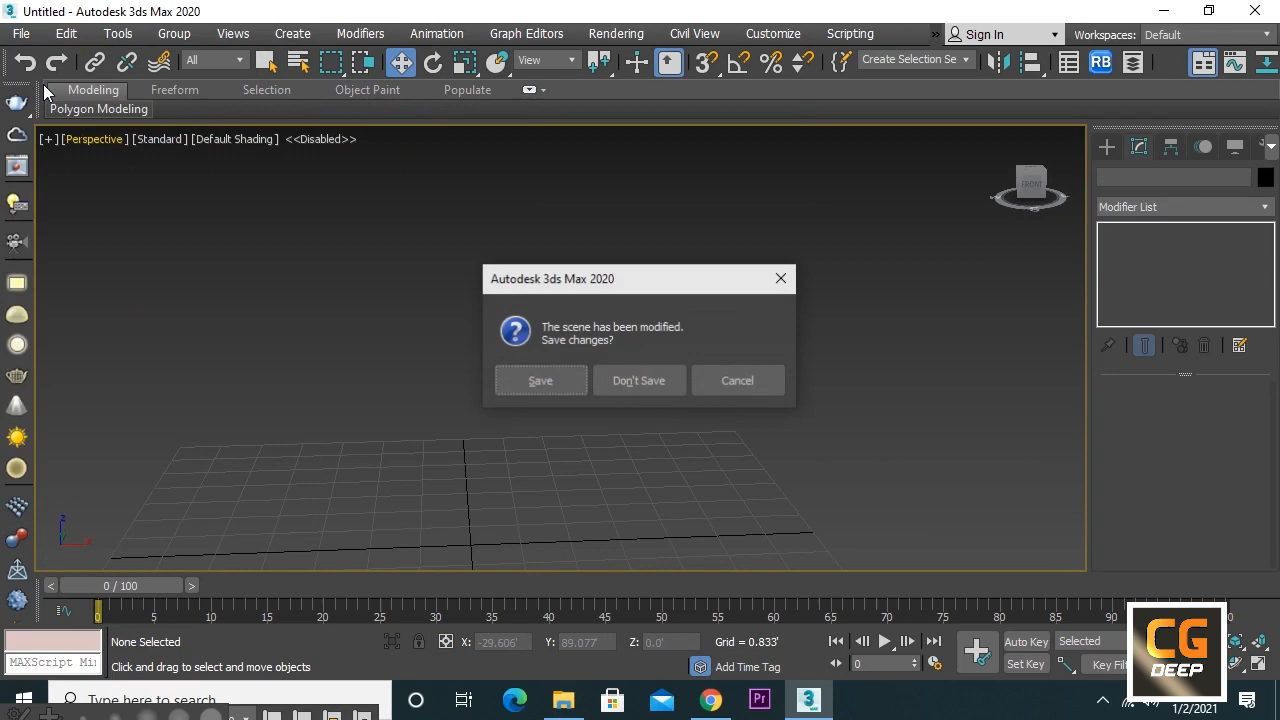 Untitled - Autodesk 3ds Max 2020
File Edit Tools Group Views Create Modifiers Animation Graph Editors Rendering Civil View Customize Scripting » Sign In Workspaces: Default
All View Create Selection Se RB
Modeling Freeform Selection Object Paint Populate
Polygon Modeling
[+] [Perspective] [Standard] [Default Shading] <<Disabled>>
FRONT
Modifier List
Autodesk 3ds Max 2020
The scene has been modified.
Save changes?
Save Don't Save Cancel
z
x
< 0 / 100 >
0 5 10 15 20 25 30 35 40 45 50 55 60 65 70 75 80 85 90
None Selected X: -29.606' Y: 89.077' Z: 0.0' Grid = 0.833' Auto Key Selected
MAXScript Mi
Click and drag to select and move objects Add Time Tag 0 Set Key Key Fil
CG
DEEP
Type here to search
Pr
3
1/2/2021